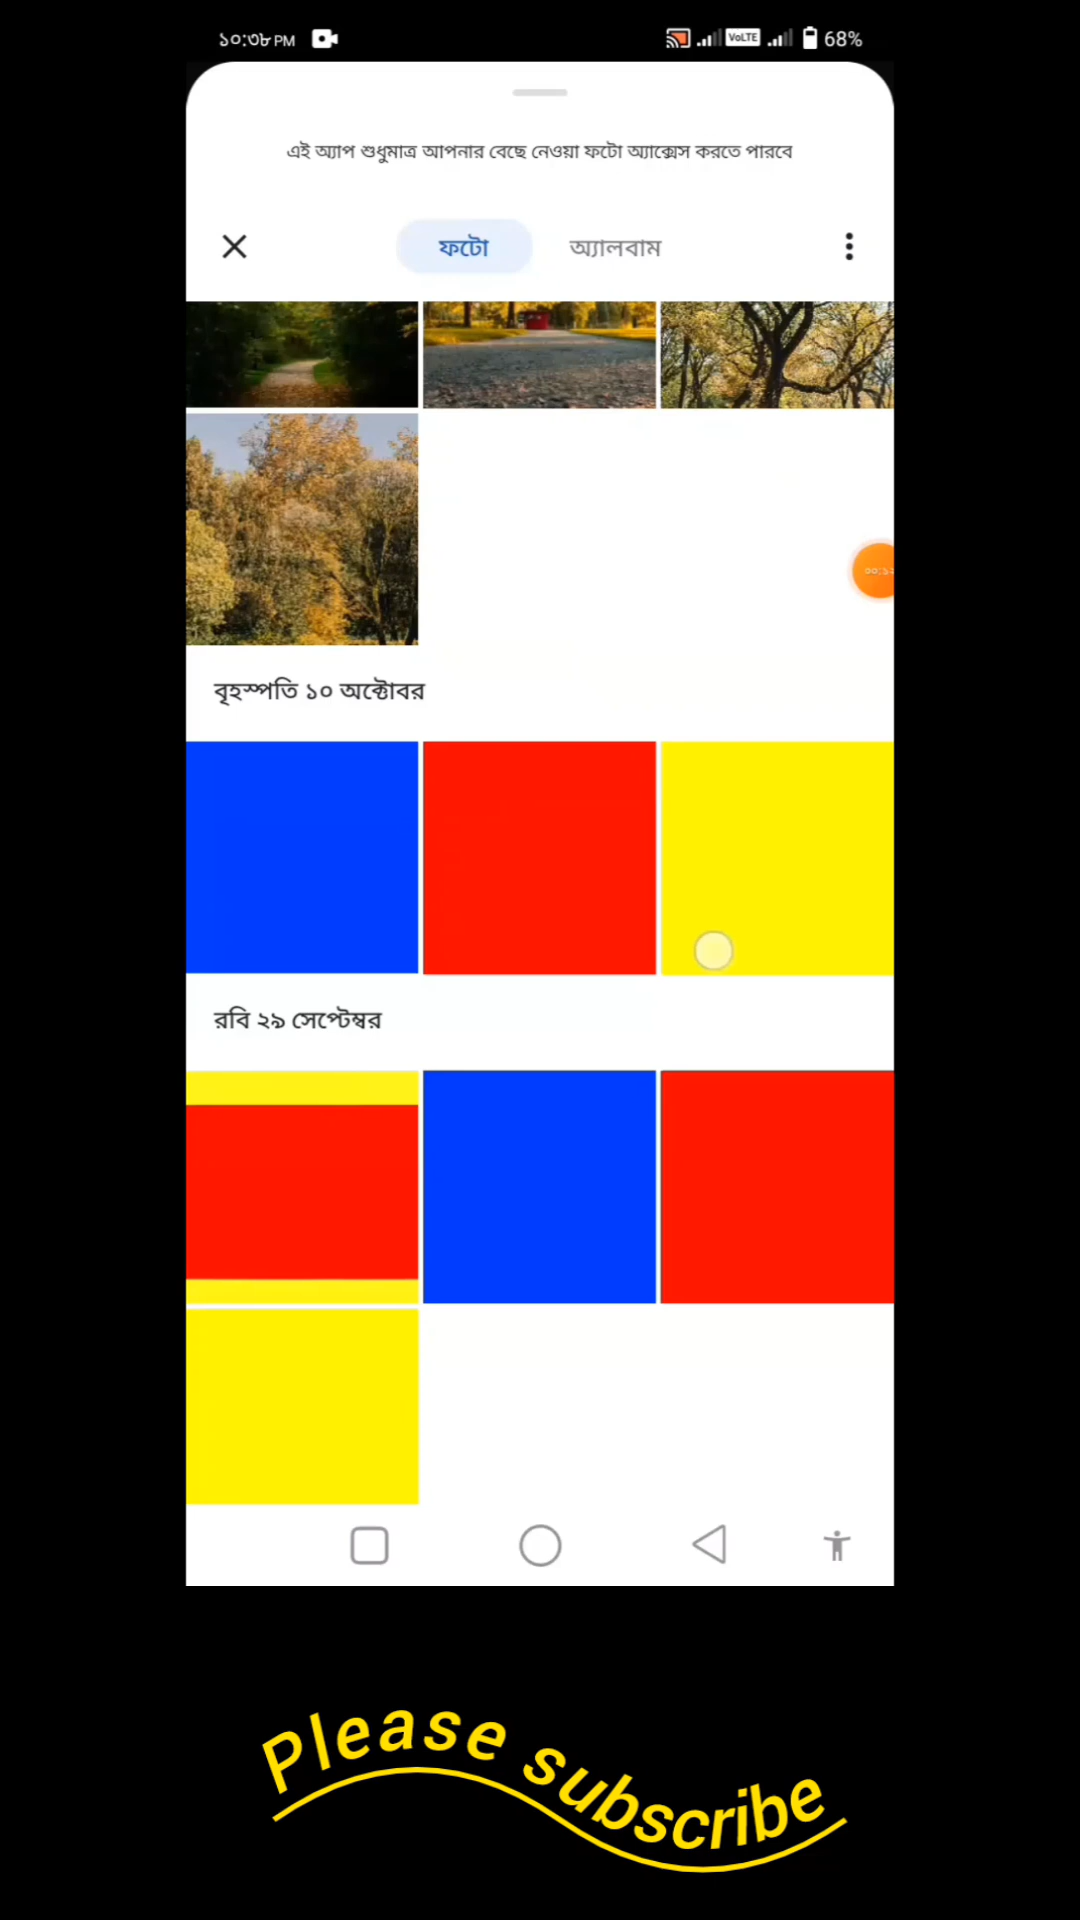 ১০:৩৮ PM VoLTE 68%
এই অ্যাপ শুধুমাত্র আপনার বেছে নেওয়া ফটো অ্যাক্সেস করতে পারবে
ফটো অ্যালবাম
বৃহস্পতি ১০ অক্টোবর
রবি ২৯ সেপ্টেম্বর
Please subscribe